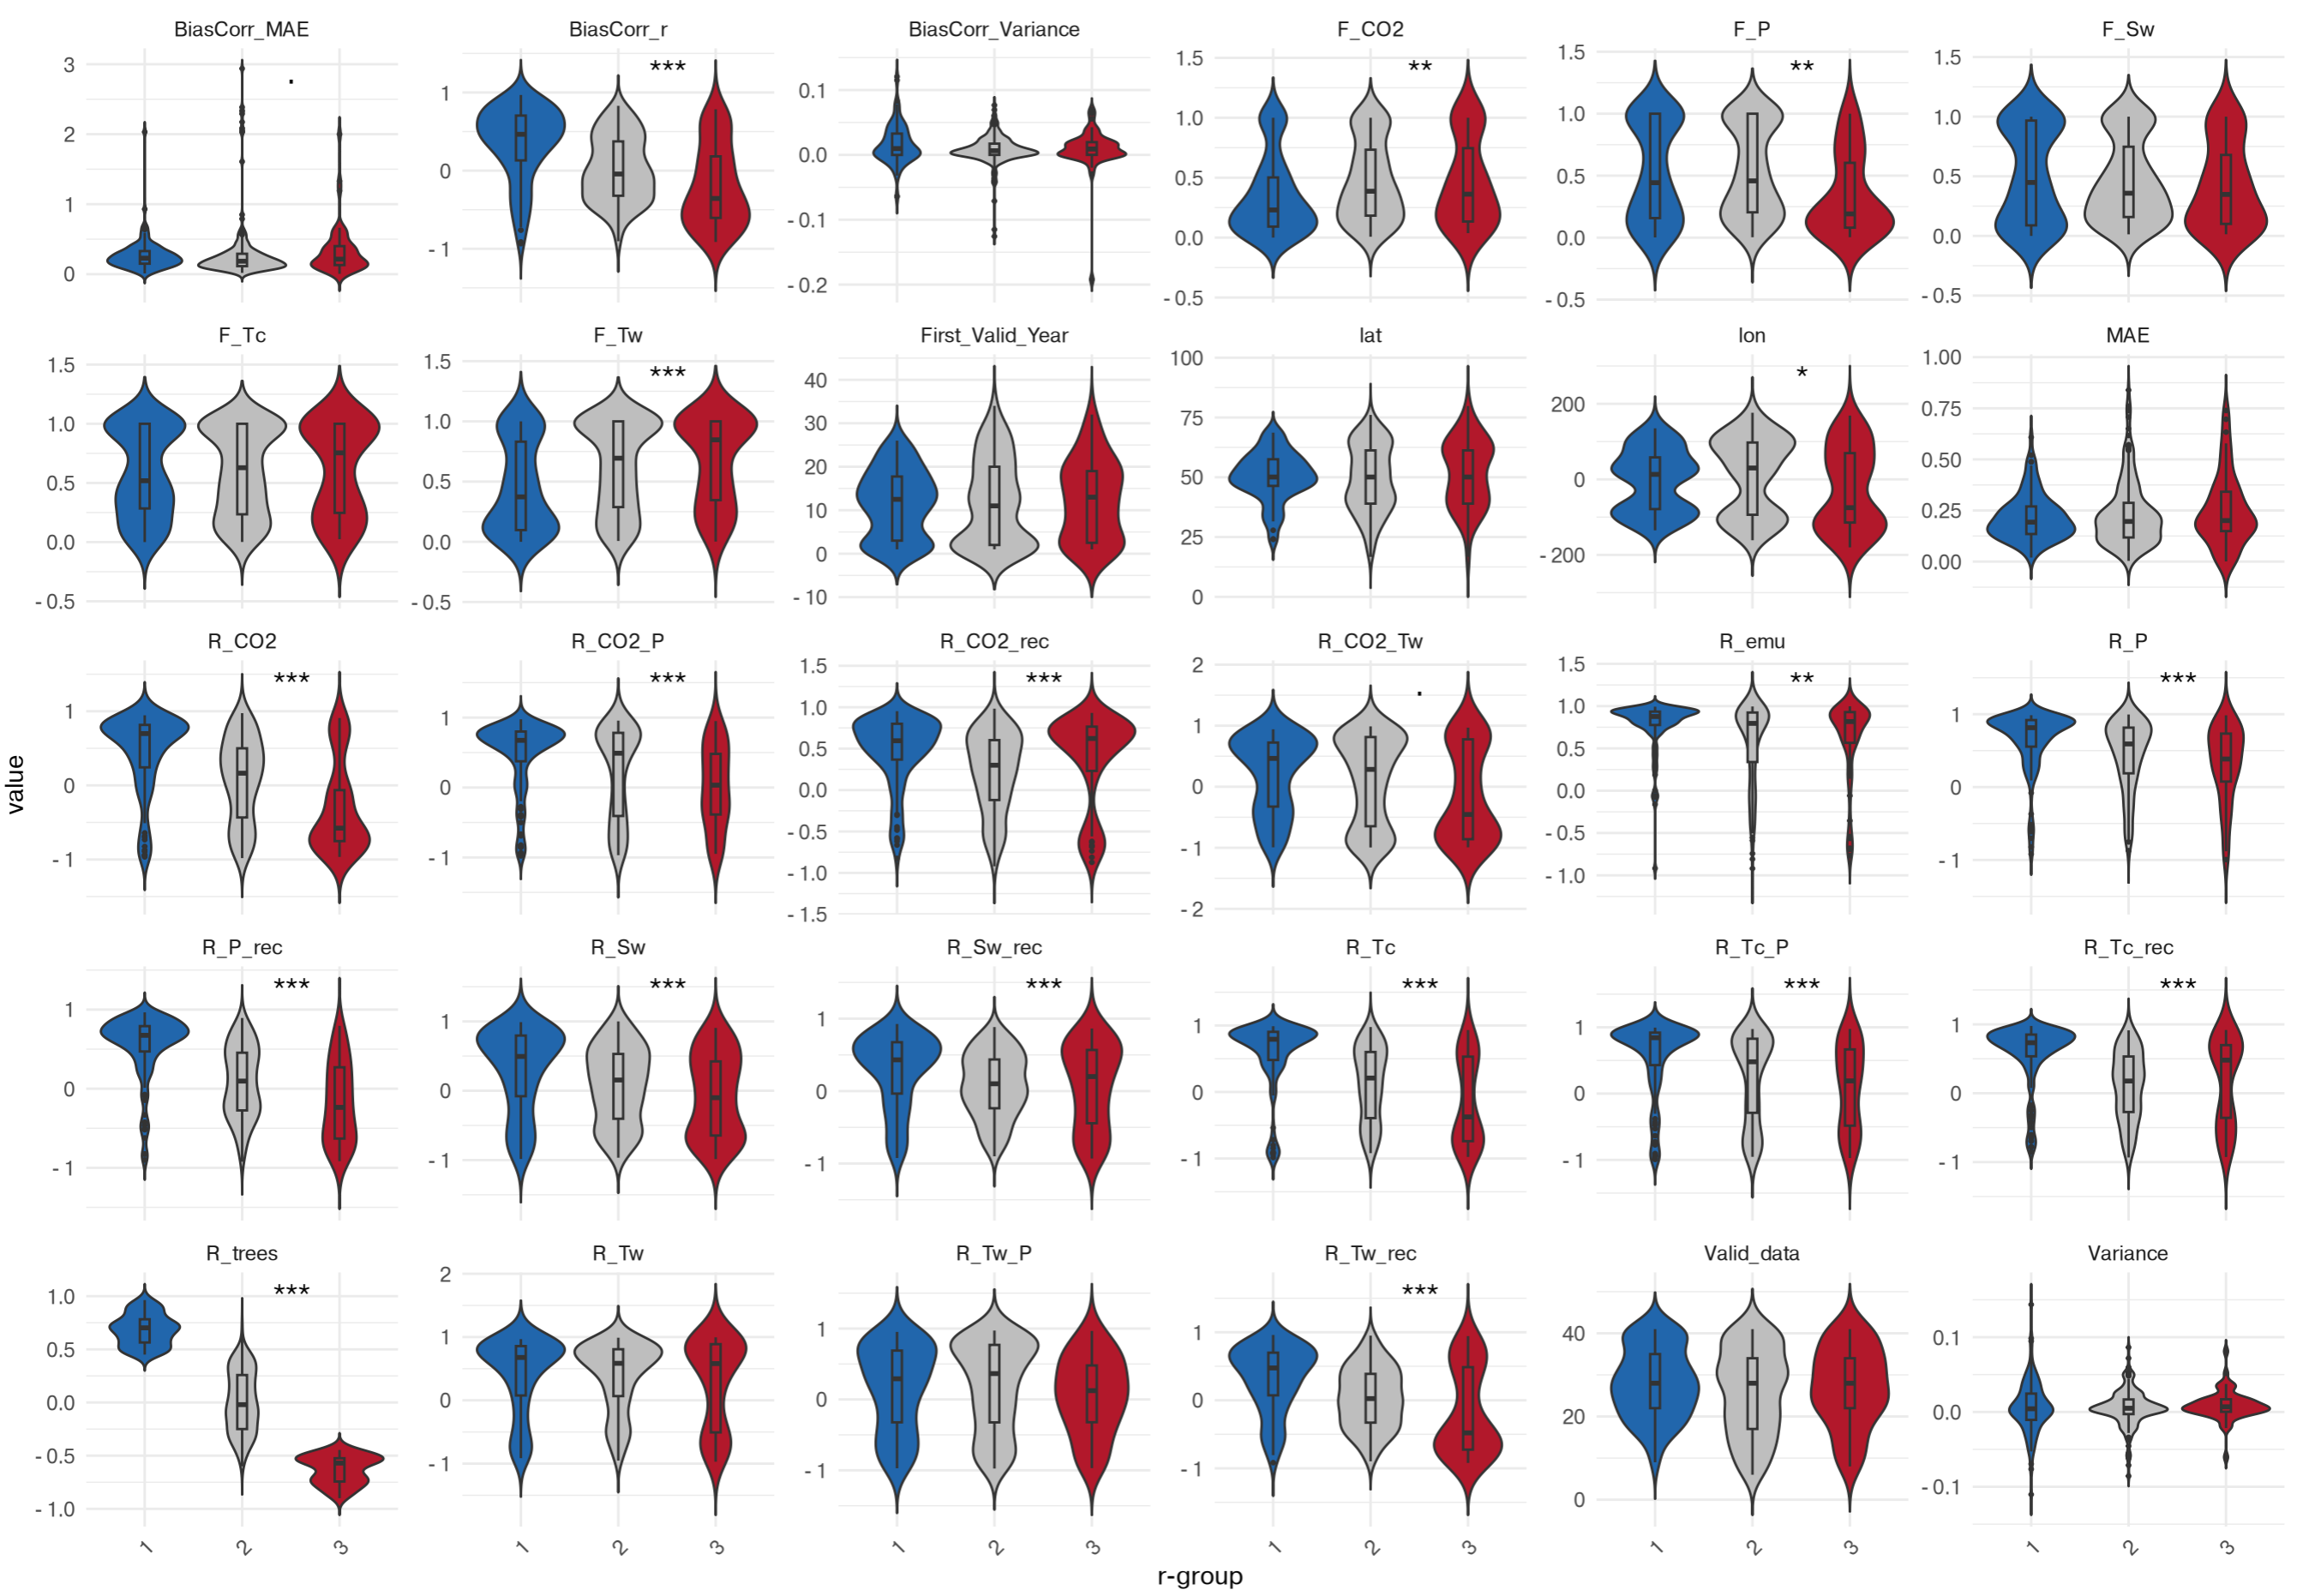 BiasCorr_MAE BiasCorr_r BiasCorr_Variance F_CO2 F_P F_Sw
*** ** **
3 2 1 0
1 0 -1
0.1 0.0 -0.1 -0.2
1.5 1.0 0.5 0.0 -0.5
1.5 1.0 0.5 0.0 -0.5
1.5 1.0 0.5 0.0 -0.5
F_Tc F_Tw First_Valid_Year lat lon MAE
*** *
1.5 1.0 0.5 0.0 -0.5
1.5 1.0 0.5 0.0 -0.5
40 30 20 10 0 -10
100 75 50 25 0
200 0 -200
1.00 0.75 0.50 0.25 0.00
R_CO2 R_CO2_P R_CO2_rec R_CO2_Tw R_emu R_P
*** *** *** . ** ***
1 0 -1
1 0 -1
1.5 1.0 0.5 0.0 -0.5 -1.0 -1.5
2 1 0 -1 -2
1.5 1.0 0.5 0.0 -0.5 -1.0
1 0 -1
value
R_P_rec R_Sw R_Sw_rec R_Tc R_Tc_P R_Tc_rec
*** *** *** *** *** ***
1 0 -1
1 0 -1
1 0 -1
1 0 -1
1 0 -1
1 0 -1
R_trees R_Tw R_Tw_P R_Tw_rec Valid_data Variance
*** ***
1.0 0.5 0.0 -0.5 -1.0
2 1 0 -1
1 0 -1
1 0 -1
40 20 0
0.1 0.0 -0.1
1 2 3 1 2 3 1 2 3 1 2 3 1 2 3 1 2 3
r-group